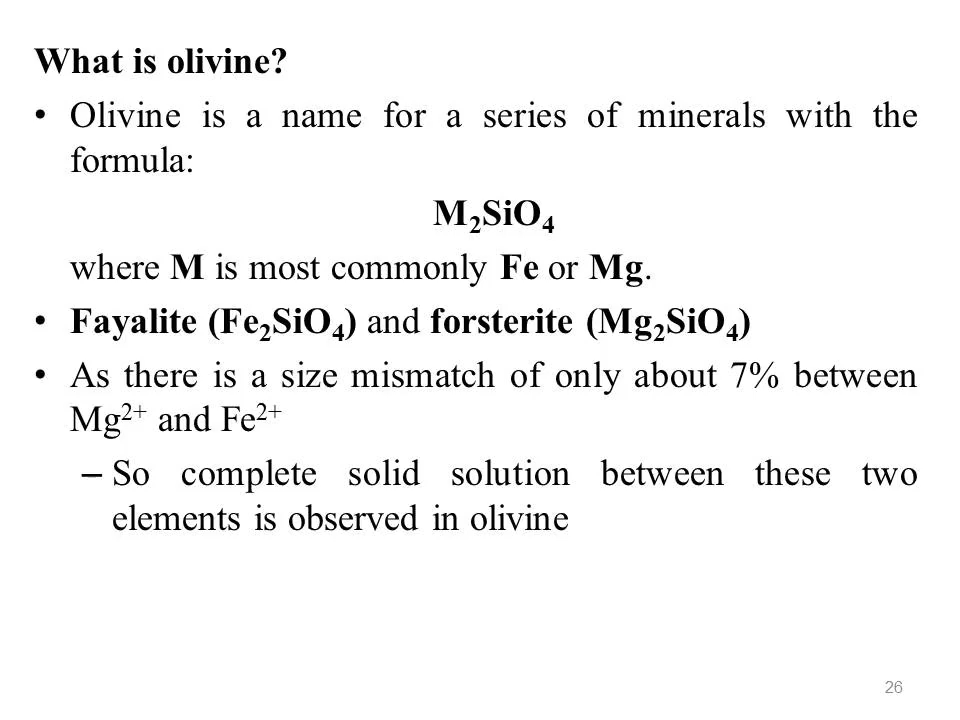 What is olivine?
• Olivine is a name for a series of minerals with the
formula:
M₂SiO₄
where M is most commonly Fe or Mg.
• Fayalite (Fe₂SiO₄) and forsterite (Mg₂SiO₄)
• As there is a size mismatch of only about 7% between
Mg²⁺ and Fe²⁺
– So complete solid solution between these two
elements is observed in olivine
26